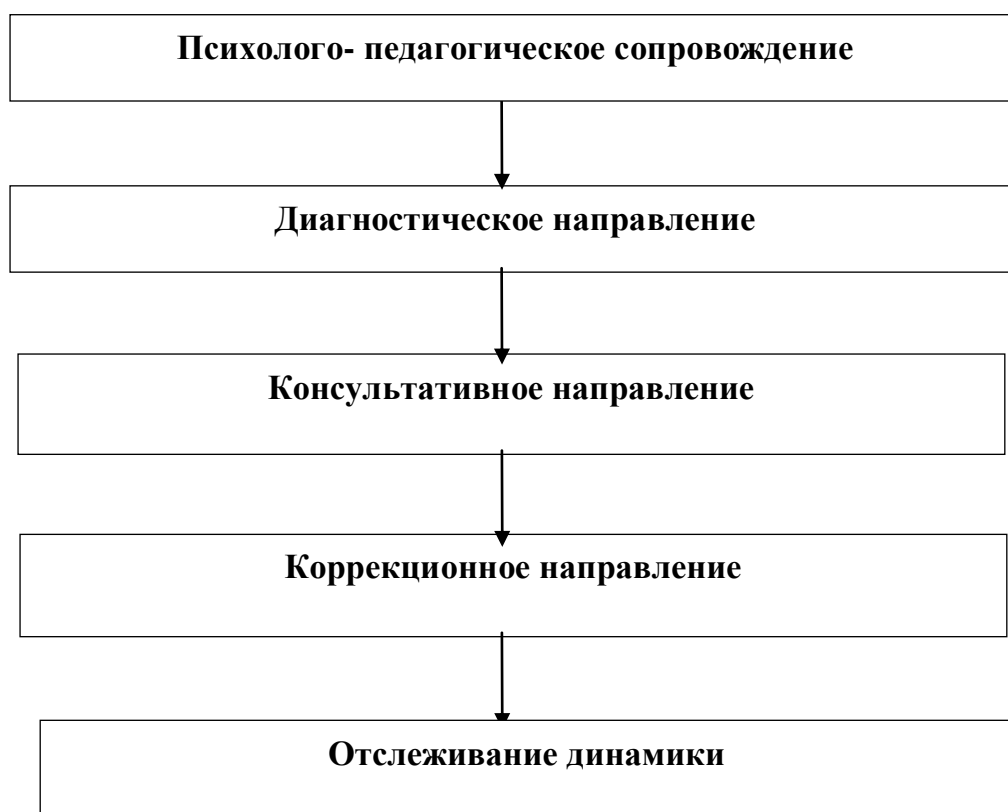 Психолого- педагогическое сопровождение
Диагностическое направление
Консультативное направление
Коррекционное направление
Отслеживание динамики